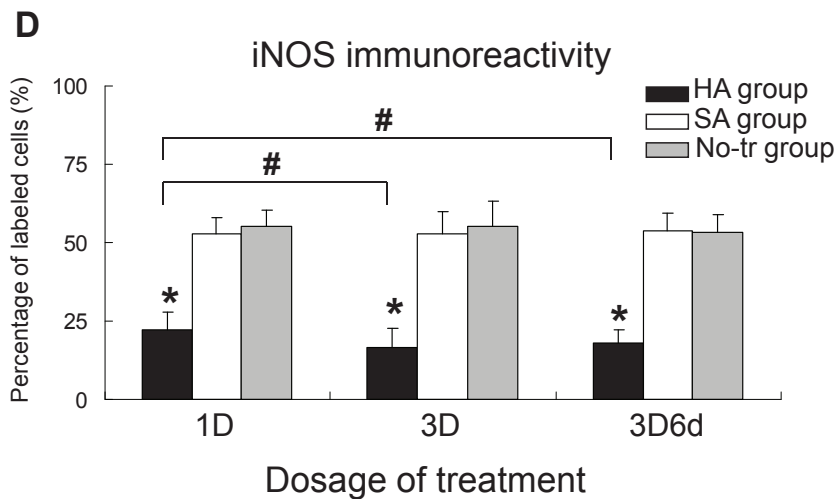 D
iNOS immunoreactivity
Percentage of labeled cells (%)
100
75
50
25
0
HA group
SA group
No-tr group
#
#
*
*
*
1D
3D
3D6d
Dosage of treatment